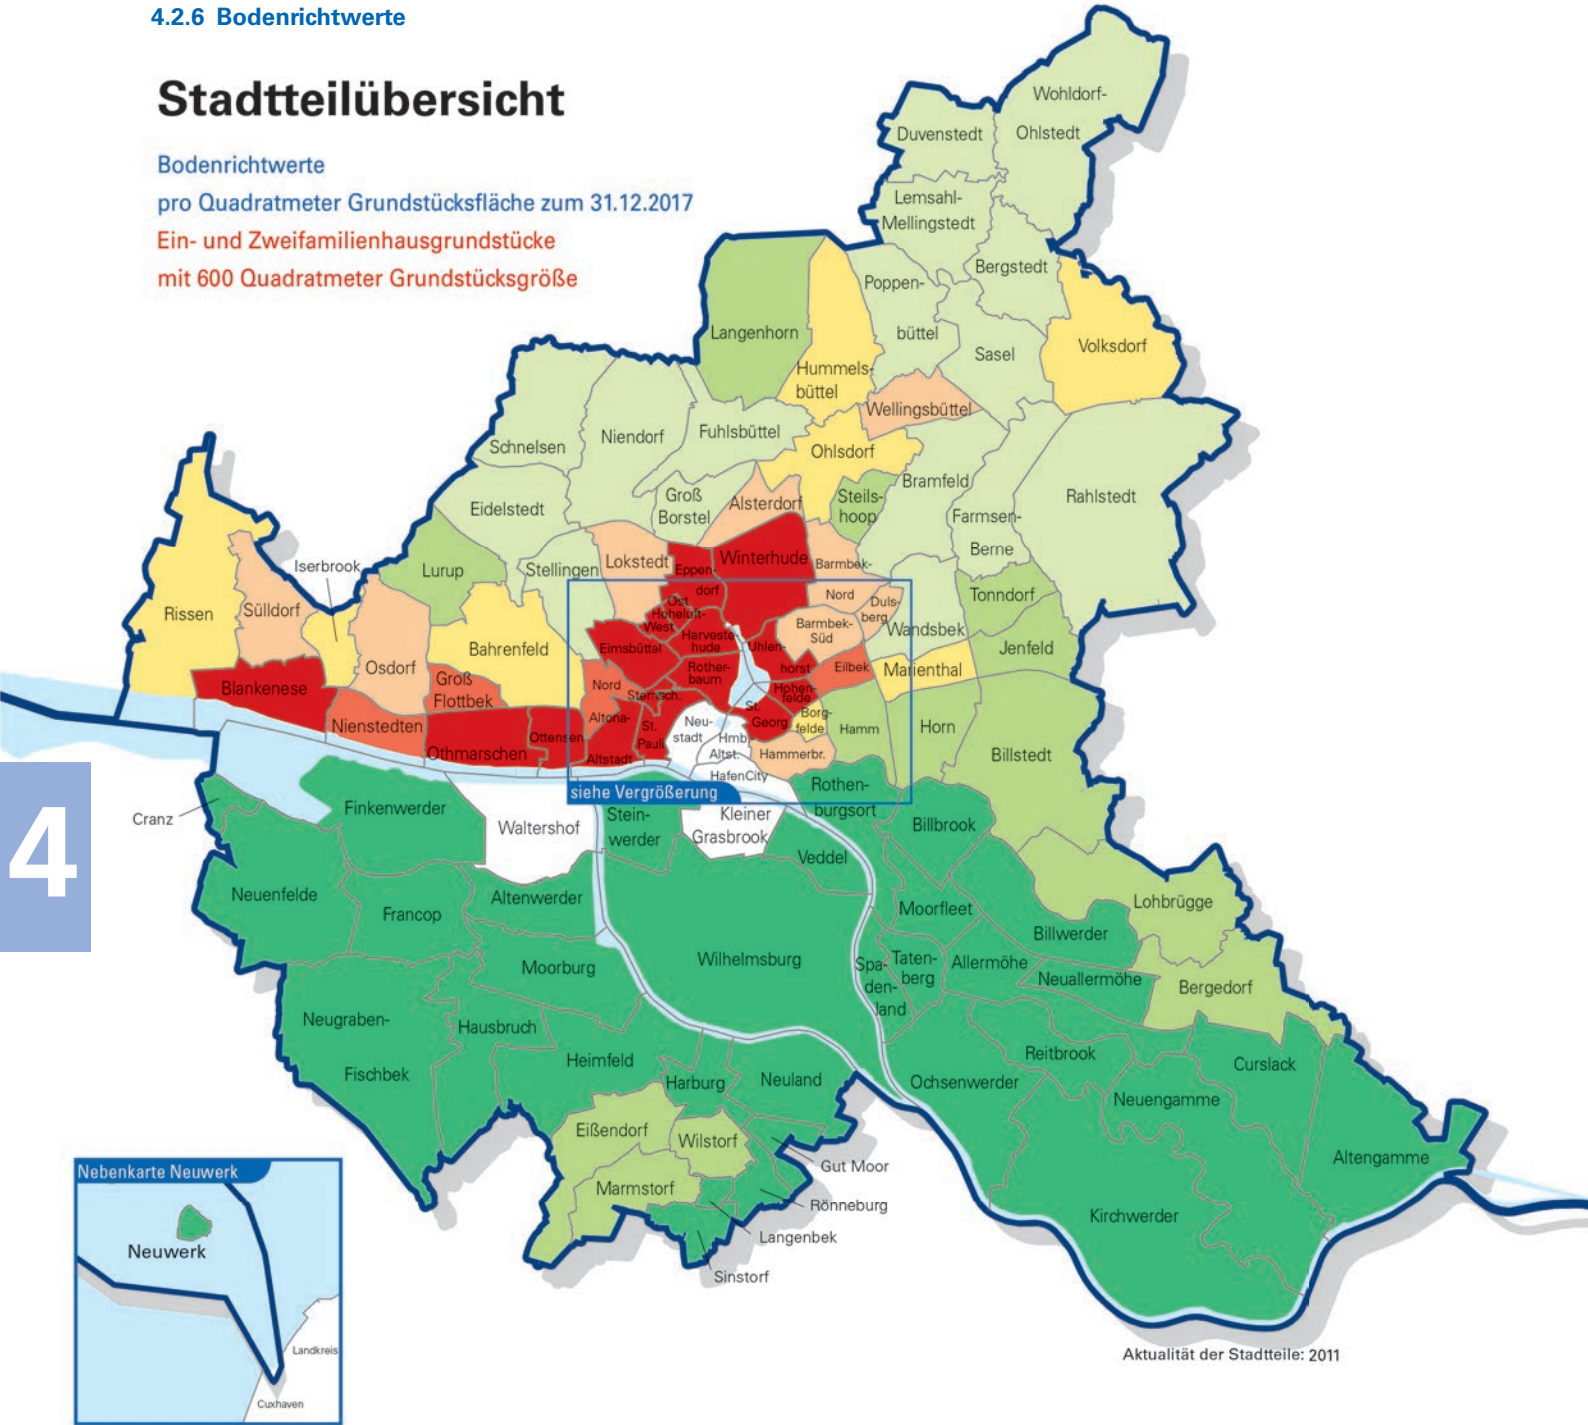 4.2.6 Bodenrichtwerte
Stadtteilübersicht
Bodenrichtwerte
pro Quadratmeter Grundstücksfläche zum 31.12.2017
Ein- und Zweifamilienhausgrundstücke
mit 600 Quadratmeter Grundstücksgröße
Wohldorf-
Ohlstedt
Duvenstedt
Lemsahl-
Mellingstedt
Bergstedt
Poppen-
büttel
Sasel
Volksdorf
Langenhorn
Hummels-
büttel
Wellingsbüttel
Schnelsen
Niendorf
Fuhlsbüttel
Ohlsdorf
Bramfeld
Rahlstedt
Eidelstedt
Groß
Borstel
Alsterdorf
Steils-
hoop
Farmsen-
Berne
Iserbrook
Lurup
Stellingen
Lokstedt
Eppen-
dorf
Winterhude
Barmbek-
Nord
Duls-
berg
Tonndorf
Rissen
Sülldorf
Osdorf
Bahrenfeld
Ost
Hoheluft-
West
Eimsbüttel
Harveste-
hude
Uhlen-
horst
Barmbek-
Süd
Wandsbek
Jenfeld
Blankenese
Groß
Flottbek
Nord
Rother-
baum
Sternsch.
Hohen-
felde
Eilbek
Marienthal
Nienstedten
Othmarschen
Ottensen
Altona-
Altstadt
St.
Pauli
Neu-
stadt
Hmb.
Altst.
St.
Georg
Borg-
felde
Hamm
Horn
Billstedt
Hammerbr.
HafenCity
siehe Vergrößerung
Rothen-
burgsort
4
Cranz
Finkenwerder
Waltershof
Stein-
werder
Kleiner
Grasbrook
Veddel
Billbrook
Neuenfelde
Francop
Altenwerder
Moorfleet
Lohbrügge
Billwerder
Moorburg
Wilhelmsburg
Spa-
den-
land
Taten-
berg
Allermöhe
Neuallermöhe
Bergedorf
Neugraben-
Fischbek
Hausbruch
Heimfeld
Harburg
Neuland
Ochsenwerder
Reitbrook
Curslack
Neuengamme
Eißendorf
Wilstorf
Marmstorf
Gut Moor
Rönneburg
Langenbek
Sinstorf
Altengamme
Kirchwerder
Nebenkarte Neuwerk
Neuwerk
Landkreis
Cuxhaven
Aktualität der Stadtteile: 2011